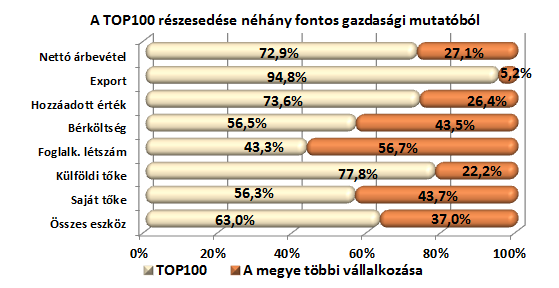 A TOP100 részesedése néhány fontos gazdasági mutatóból
Nettó árbevétel 72,9% 27,1%
Export 94,8% 5,2%
Hozzáadott érték 73,6% 26,4%
Bérköltség 56,5% 43,5%
Foglalk. létszám 43,3% 56,7%
Külföldi tőke 77,8% 22,2%
Saját tőke 56,3% 43,7%
Összes eszköz 63,0% 37,0%
0% 20% 40% 60% 80% 100%
TOP100 A megye többi vállalkozása